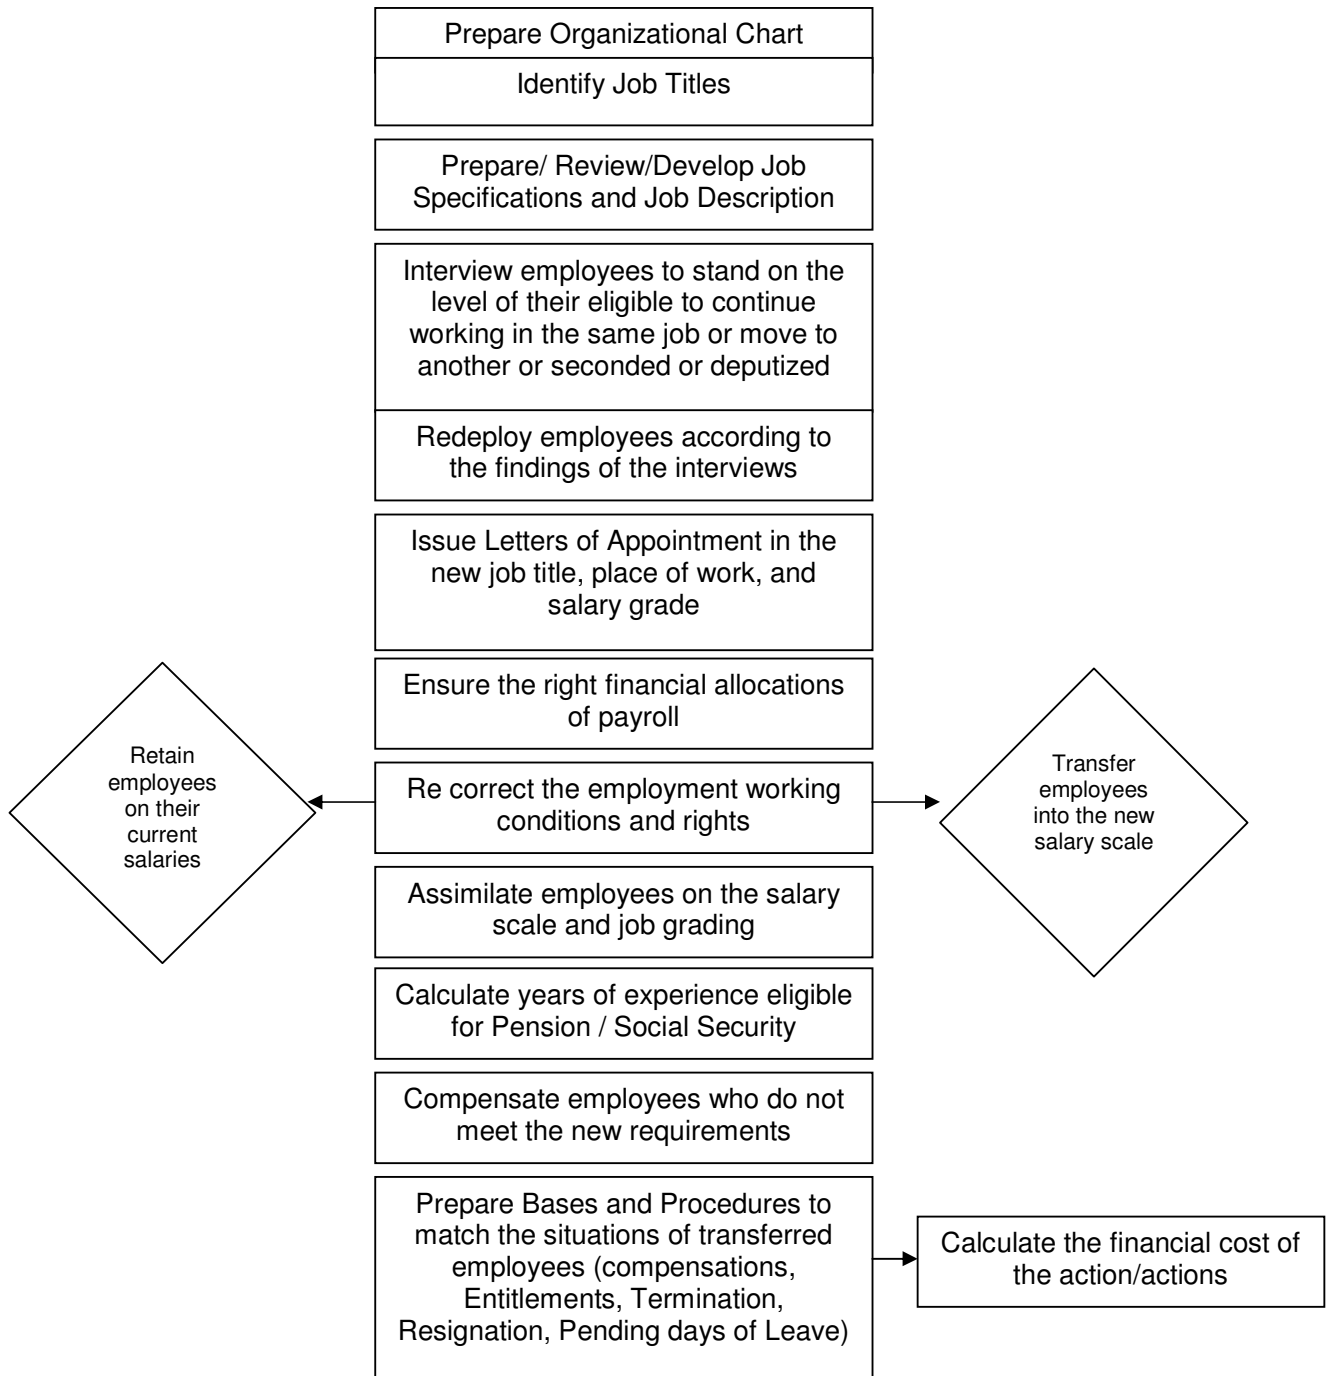 Prepare Organizational Chart
Identify Job Titles
Prepare/ Review/Develop Job
Specifications and Job Description
Interview employees to stand on the
level of their eligible to continue
working in the same job or move to
another or seconded or deputized
Redeploy employees according to
the findings of the interviews
Issue Letters of Appointment in the
new job title, place of work, and
salary grade
Ensure the right financial allocations
of payroll
Retain
employees
on their
current
salaries
Re correct the employment working
conditions and rights
Transfer
employees
into the new
salary scale
Assimilate employees on the salary
scale and job grading
Calculate years of experience eligible
for Pension / Social Security
Compensate employees who do not
meet the new requirements
Prepare Bases and Procedures to
match the situations of transferred
employees (compensations,
Entitlements, Termination,
Resignation, Pending days of Leave)
Calculate the financial cost of
the action/actions